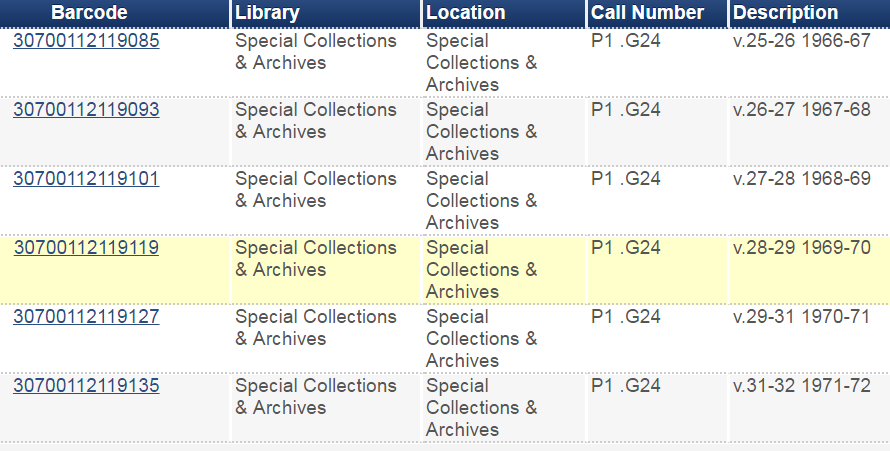 Barcode Library Location Call Number Description
30700112119085 Special Collections Special P1 .G24 v.25-26 1966-67
& Archives Collections &
Archives
30700112119093 Special Collections Special P1 .G24 v.26-27 1967-68
& Archives Collections &
Archives
30700112119101 Special Collections Special P1 .G24 v.27-28 1968-69
& Archives Collections &
Archives
30700112119119 Special Collections Special P1 .G24 v.28-29 1969-70
& Archives Collections &
Archives
30700112119127 Special Collections Special P1 .G24 v.29-31 1970-71
& Archives Collections &
Archives
30700112119135 Special Collections Special P1 .G24 v.31-32 1971-72
& Archives Collections &
Archives